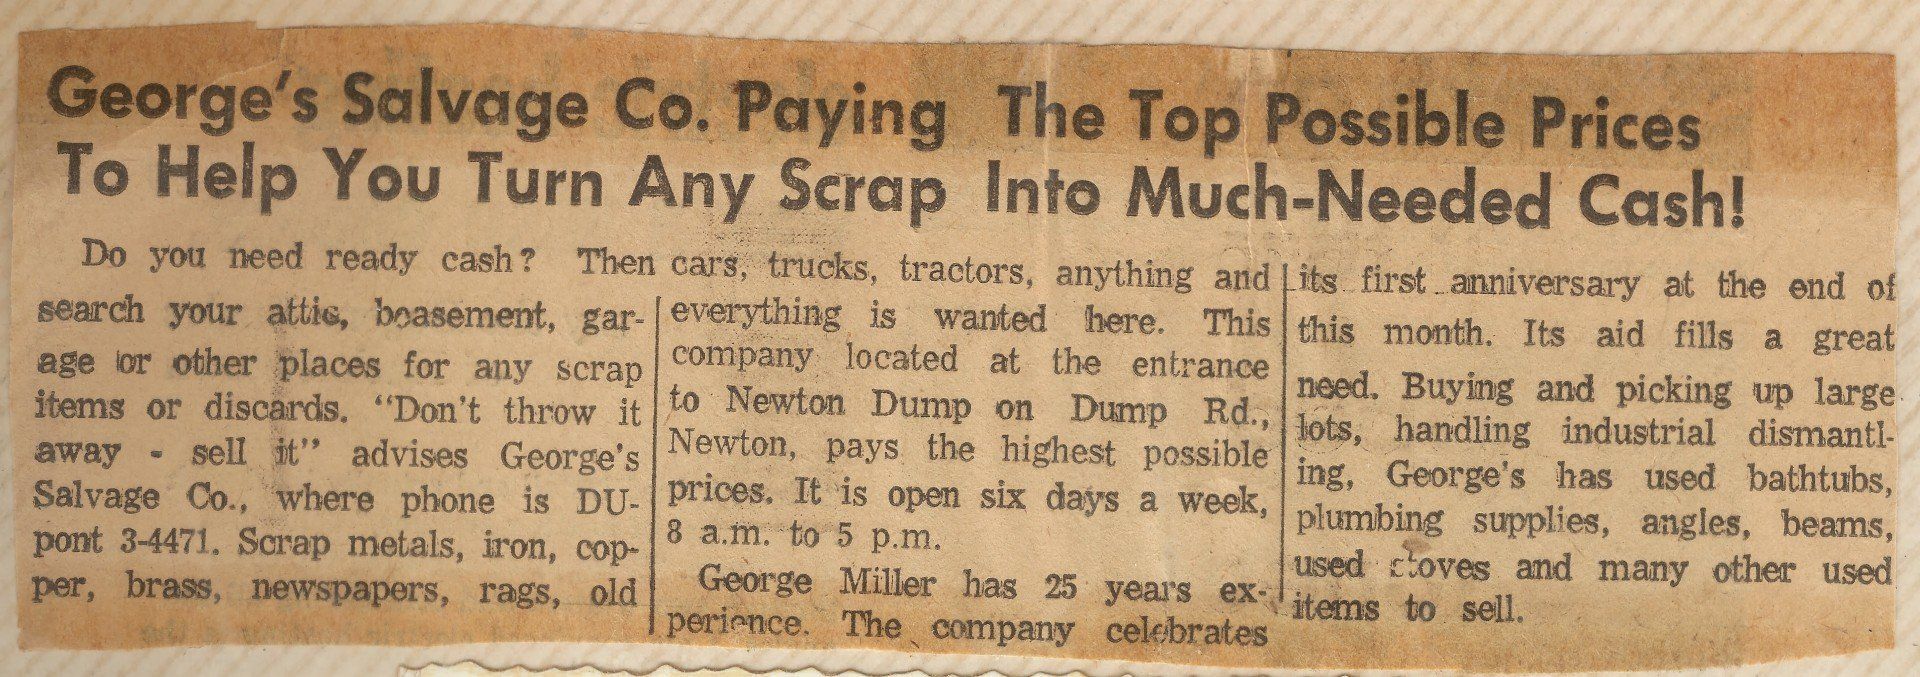 George's Salvage Co. Paying The Top Possible Prices
To Help You Turn Any Scrap Into Much-Needed Cash!
Do you need ready cash? Then
search your attic, boasement, gar-
age or other places for any scrap
items or discards. "Don't throw it
away - sell it" advises George's
Salvage Co., where phone is DU-
pont 3-4471. Scrap metals, iron, cop-
per, brass, newspapers, rags, old
cars, trucks, tractors, anything and
everything is wanted here. This
company located at the entrance
to Newton Dump on Dump Rd.,
Newton, pays the highest possible
prices. It is open six days a week,
8 a.m. to 5 p.m.
George Miller has 25 years ex-
perience. The company celebrates
its first anniversary at the end of
this month. Its aid fills a great
need. Buying and picking up large
lots, handling industrial dismantl-
ing, George's has used bathtubs,
plumbing supplies, angles, beams,
used stoves and many other used
items to sell.